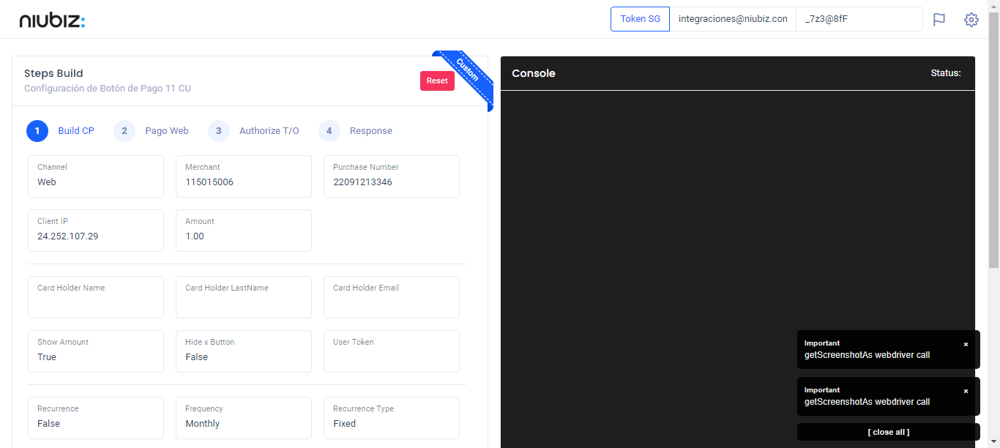 niubiz:
Token SG
integraciones@niubiz.con
_7z3@8fF
Steps Build
Configuración de Botón de Pago 11 CU
Reset
Custom
Console
Status:
1 Build CP
2 Pago Web
3 Authorize T/O
4 Response
Channel
Web
Merchant
115015006
Purchase Number
22091213346
Client IP
24.252.107.29
Amount
1.00
Card Holder Name
Card Holder LastName
Card Holder Email
Show Amount
True
Hide x Button
False
User Token
Recurrence
False
Frequency
Monthly
Recurrence Type
Fixed
Important ×
getScreenshotAs webdriver call
Important ×
getScreenshotAs webdriver call
[ close all ]